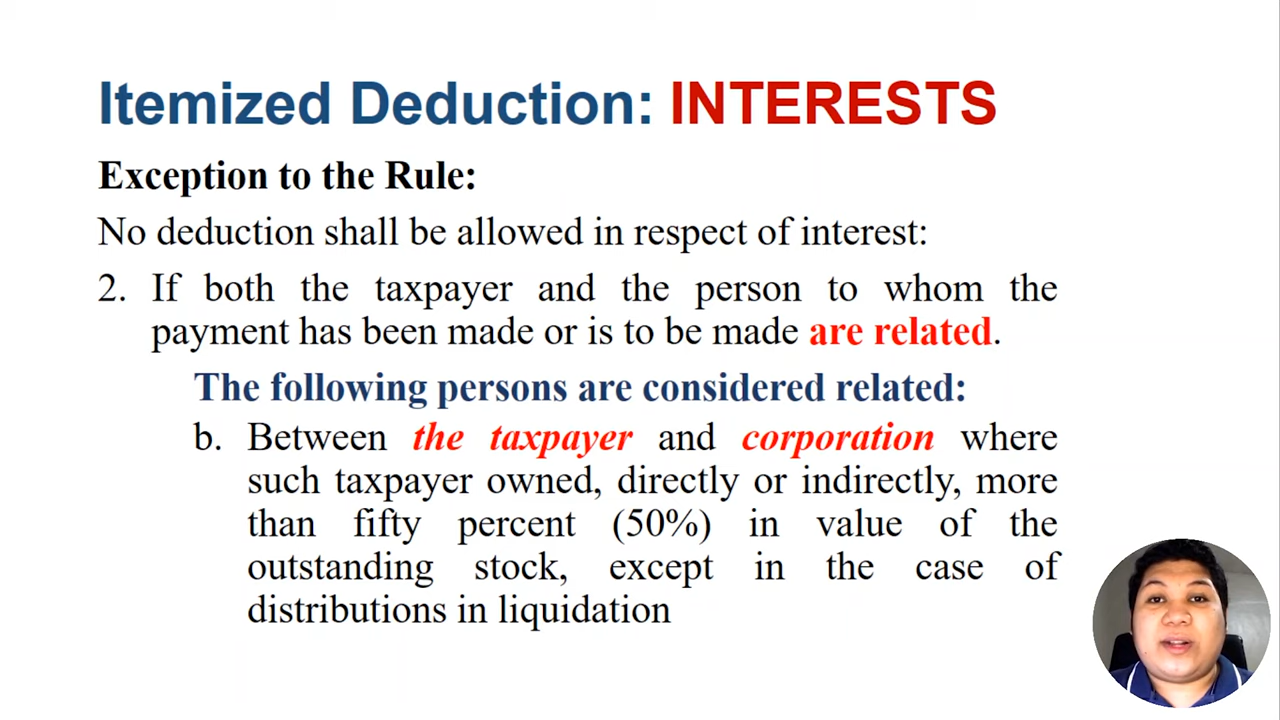 Itemized Deduction: INTERESTS
Exception to the Rule:
No deduction shall be allowed in respect of interest:
2. If both the taxpayer and the person to whom the
payment has been made or is to be made are related.
The following persons are considered related:
b. Between the taxpayer and corporation where
such taxpayer owned, directly or indirectly, more
than fifty percent (50%) in value of the
outstanding stock, except in the case of
distributions in liquidation